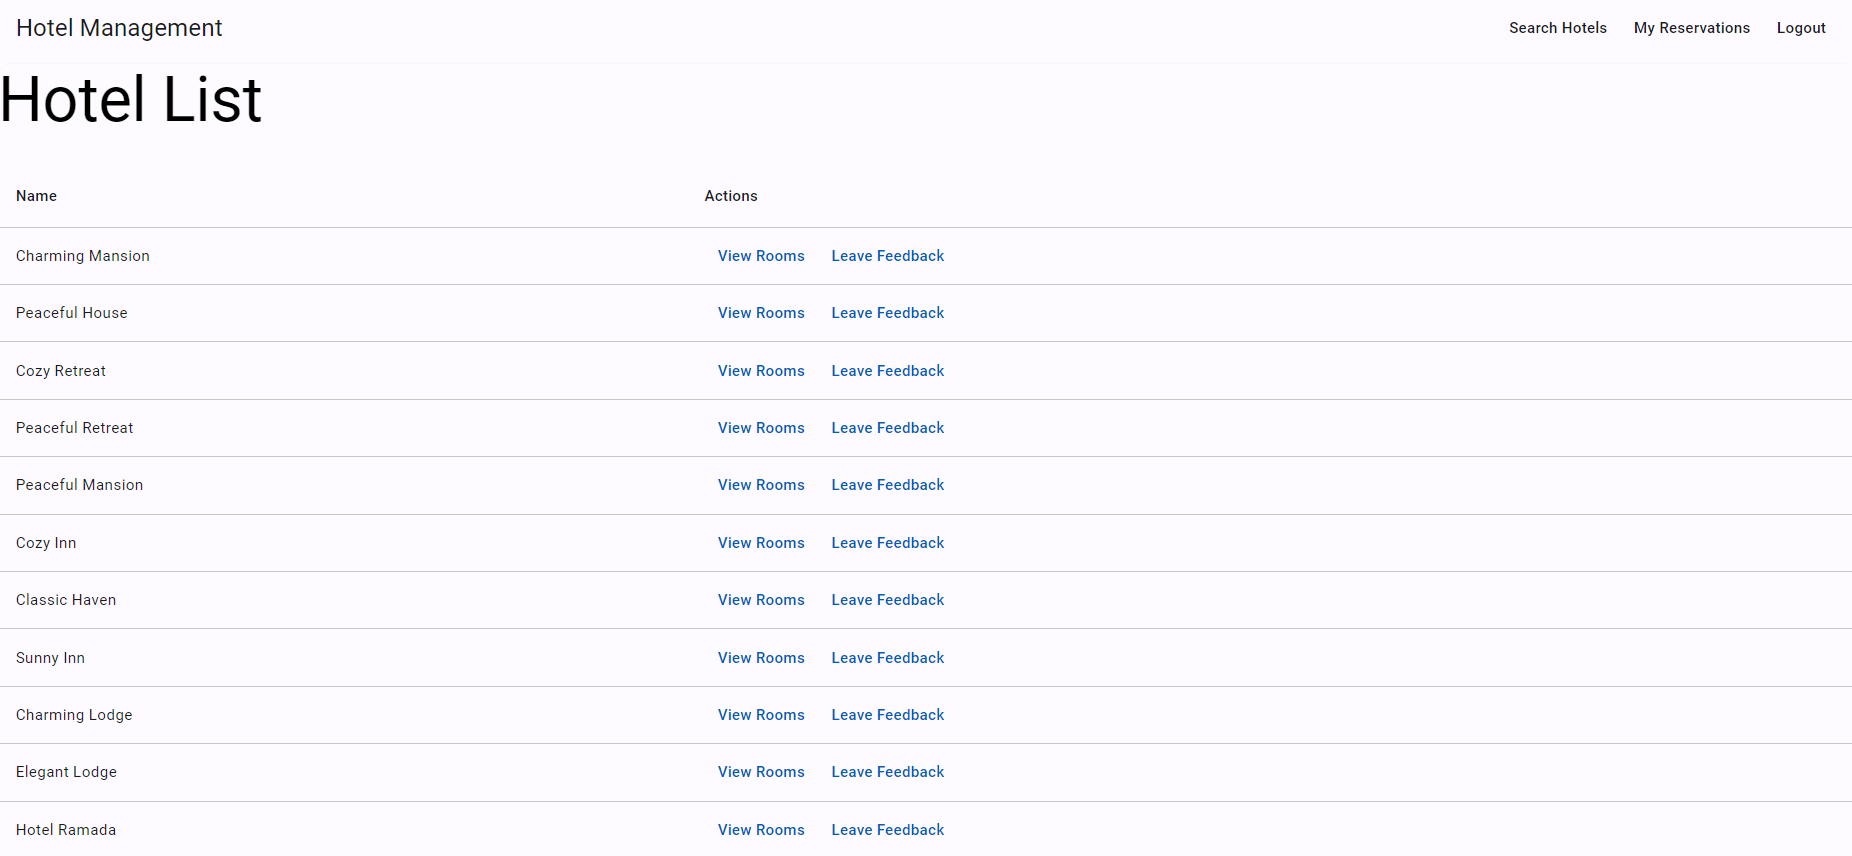 Hotel Management Search Hotels My Reservations Logout
Hotel List
Name Actions
Charming Mansion View Rooms Leave Feedback
Peaceful House View Rooms Leave Feedback
Cozy Retreat View Rooms Leave Feedback
Peaceful Retreat View Rooms Leave Feedback
Peaceful Mansion View Rooms Leave Feedback
Cozy Inn View Rooms Leave Feedback
Classic Haven View Rooms Leave Feedback
Sunny Inn View Rooms Leave Feedback
Charming Lodge View Rooms Leave Feedback
Elegant Lodge View Rooms Leave Feedback
Hotel Ramada View Rooms Leave Feedback